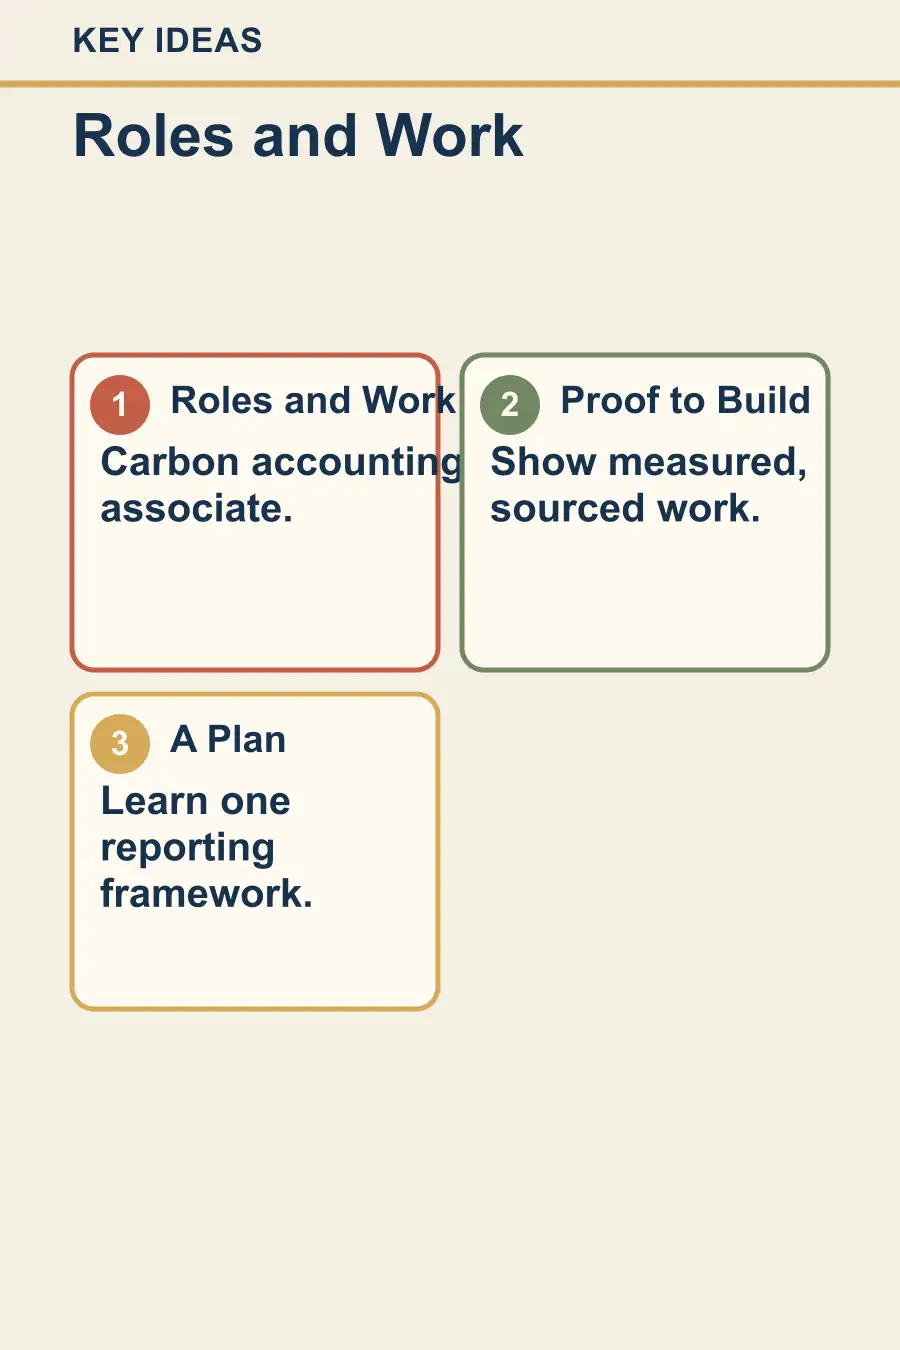 KEY IDEAS
Roles and Work
1
Roles and Work
Carbon accounting
associate.
2
Proof to Build
Show measured,
sourced work.
3
A Plan
Learn one
reporting
framework.